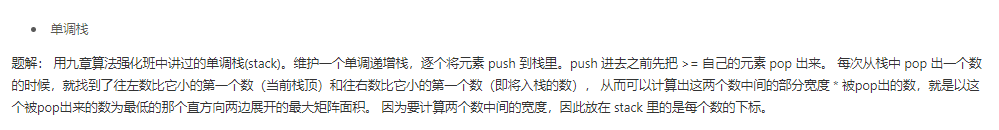 • 单调栈
题解： 用九章算法强化班中讲过的单调栈(stack)。维护一个单调递增栈，逐个将元素 push 到栈里。push 进去之前先把 >= 自己的元素 pop 出来。 每次从栈中 pop 出一个数
的时候，就找到了往左数比它小的第一个数（当前栈顶）和往右数比它小的第一个数（即将入栈的数）， 从而可以计算出这两个数中间的部分宽度 * 被pop出的数，就是以这
个被pop出来的数为最低的那个直方向两边展开的最大矩阵面积。 因为要计算两个数中间的宽度，因此放在 stack 里的是每个数的下标。